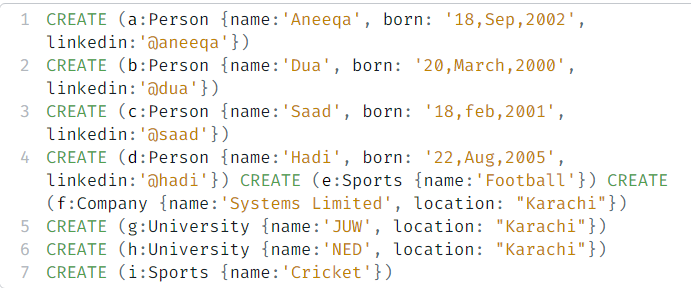 1 CREATE (a:Person {name:'Aneeqa', born: '18,Sep,2002',
linkedin:'@aneeqa'})
2 CREATE (b:Person {name:'Dua', born: '20,March,2000',
linkedin:'@dua'})
3 CREATE (c:Person {name:'Saad', born: '18,feb,2001',
linkedin:'@saad'})
4 CREATE (d:Person {name:'Hadi', born: '22,Aug,2005',
linkedin:'@hadi'}) CREATE (e:Sports {name:'Football'}) CREATE
(f:Company {name:'Systems Limited', location: "Karachi"})
5 CREATE (g:University {name:'JUW', location: "Karachi"})
6 CREATE (h:University {name:'NED', location: "Karachi"})
7 CREATE (i:Sports {name:'Cricket'})